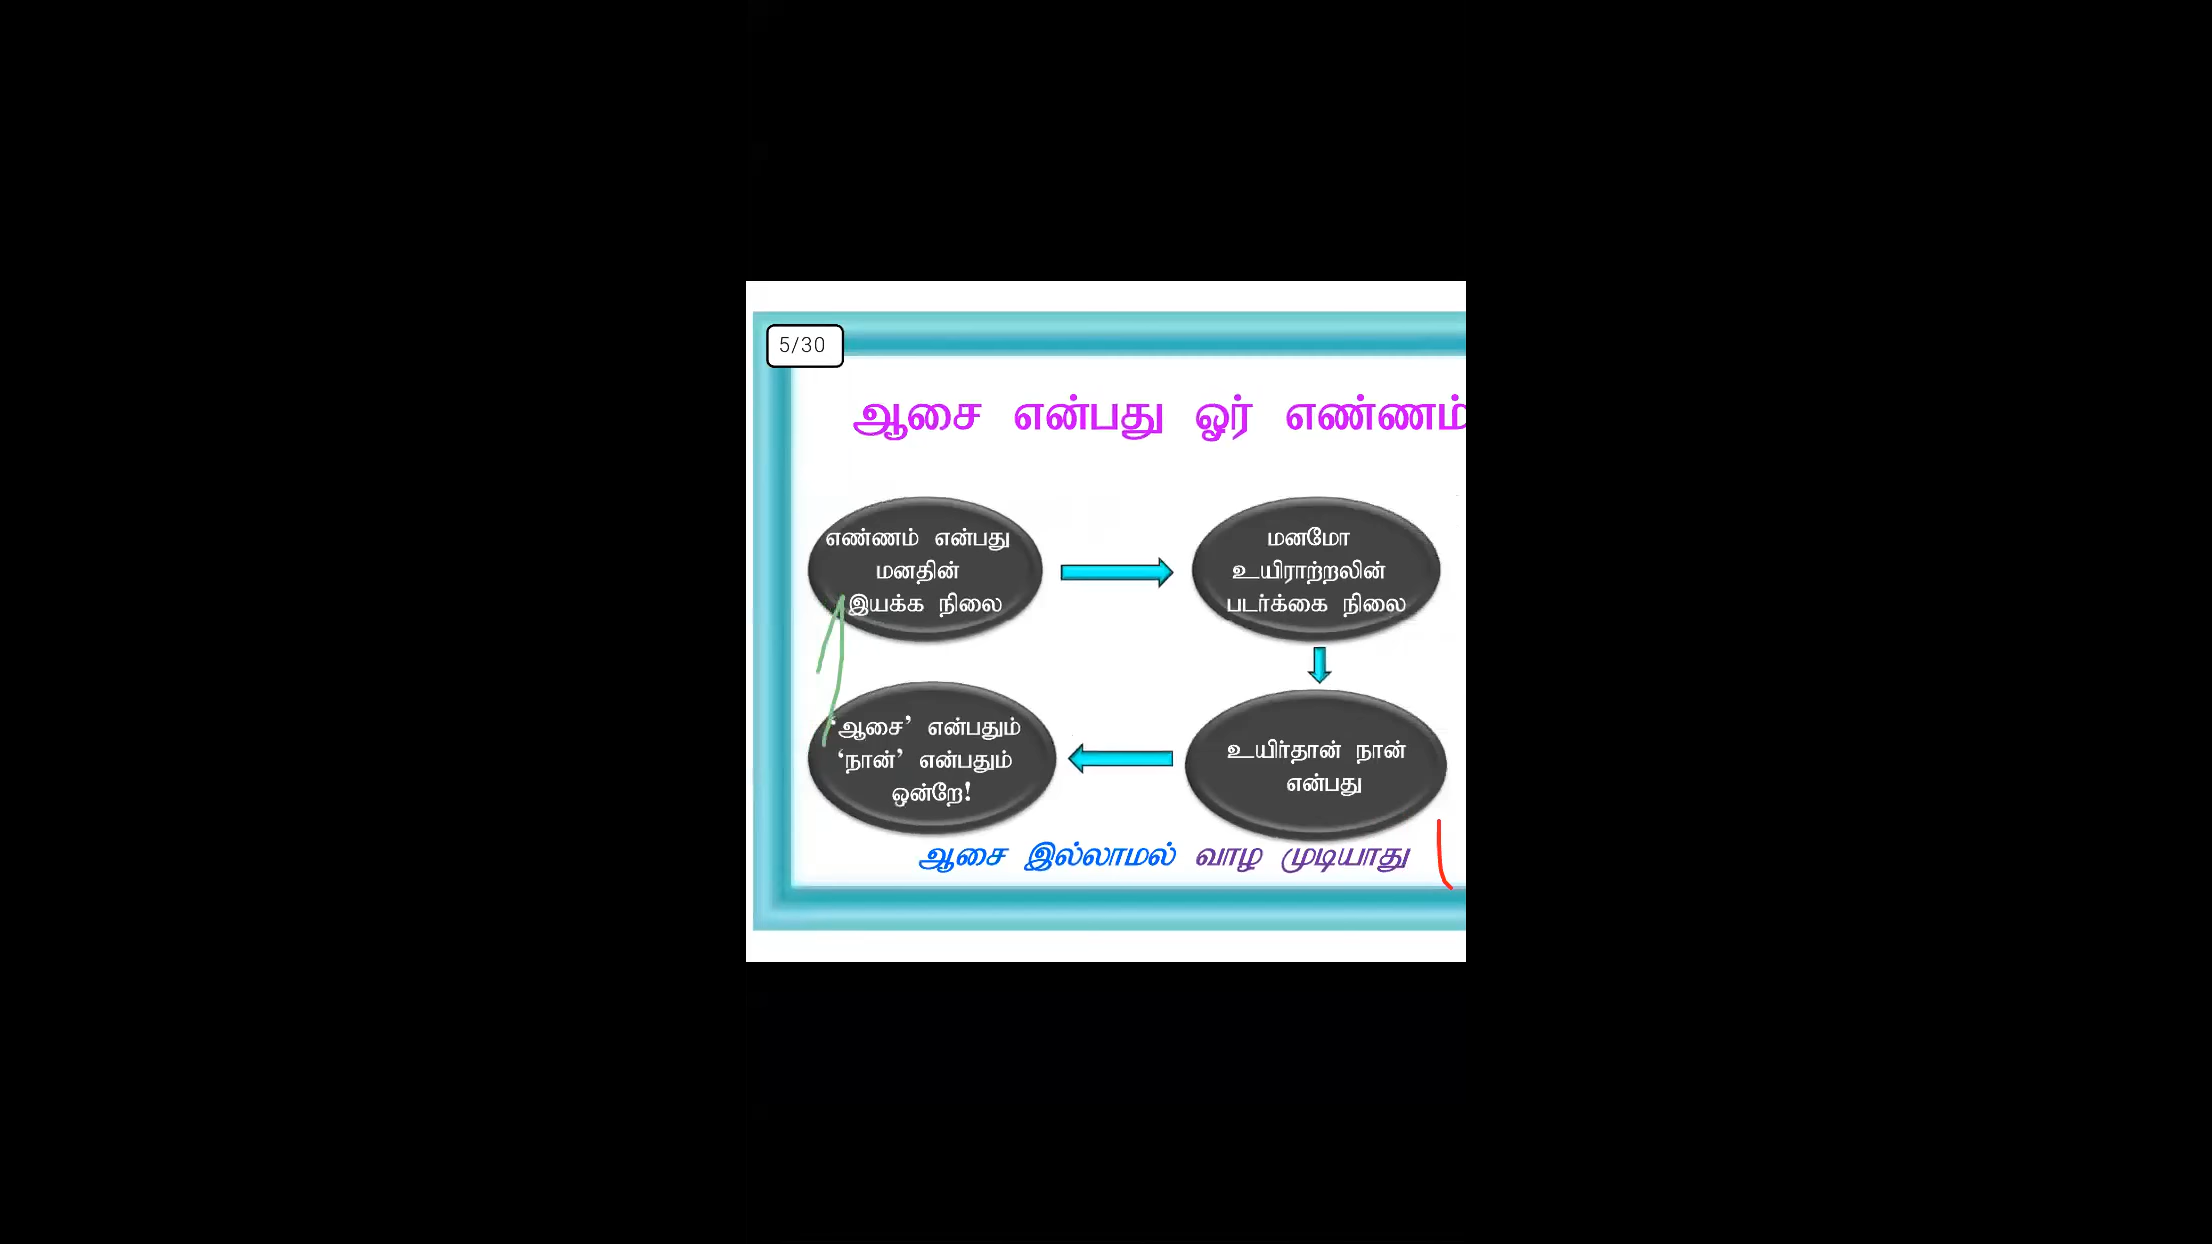 5/30
ஆசை என்பது ஓர் எண்ணம்
எண்ணம் என்பது
மனதின்
இயக்க நிலை
மனமோ
உயிராற்றலின்
படர்க்கை நிலை
உயிர்தான் நான்
என்பது
‘ஆசை’ என்பதும்
‘நான்’ என்பதும்
ஒன்றே!
ஆசை இல்லாமல் வாழ முடியாது